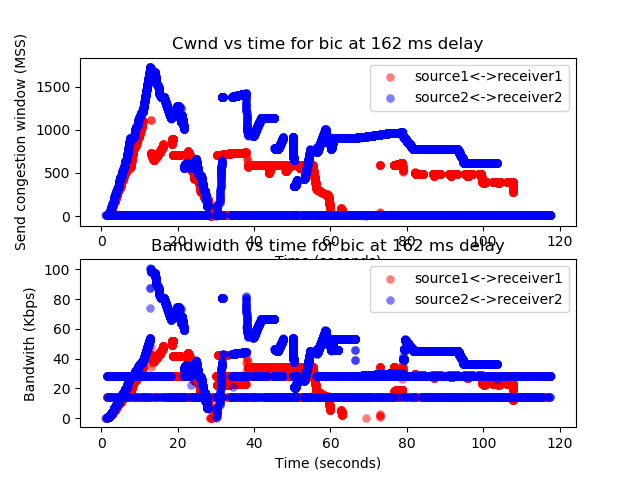 Cwnd vs time for bic at 162 ms delay
Send congestion window (MSS)
1500
1000
500
0
source1<->receiver1
source2<->receiver2
0 20 40 60 80 100 120
Time (seconds)
Bandwidth vs time for bic at 162 ms delay
Bandwith (Kbps)
100
80
60
40
20
0
source1<->receiver1
source2<->receiver2
0 20 40 60 80 100 120
Time (seconds)